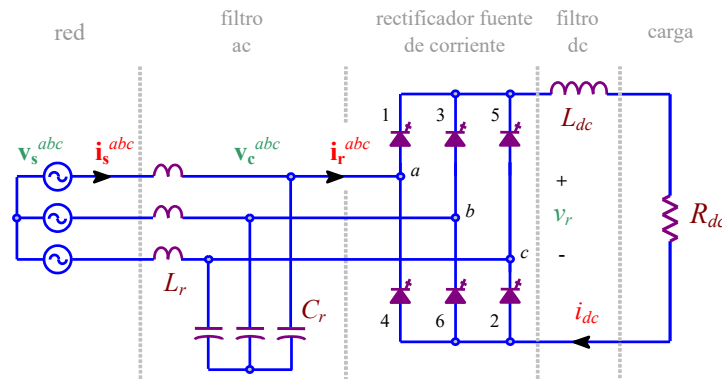 red
filtro
ac
rectificador fuente
de corriente
filtro
dc
carga
1
3
5
L_dc
v_s^abc
i_s^abc
v_c^abc
i_r^abc
a
+
b
v_r
R_dc
c
-
L_r
C_r
4
6
2
i_dc